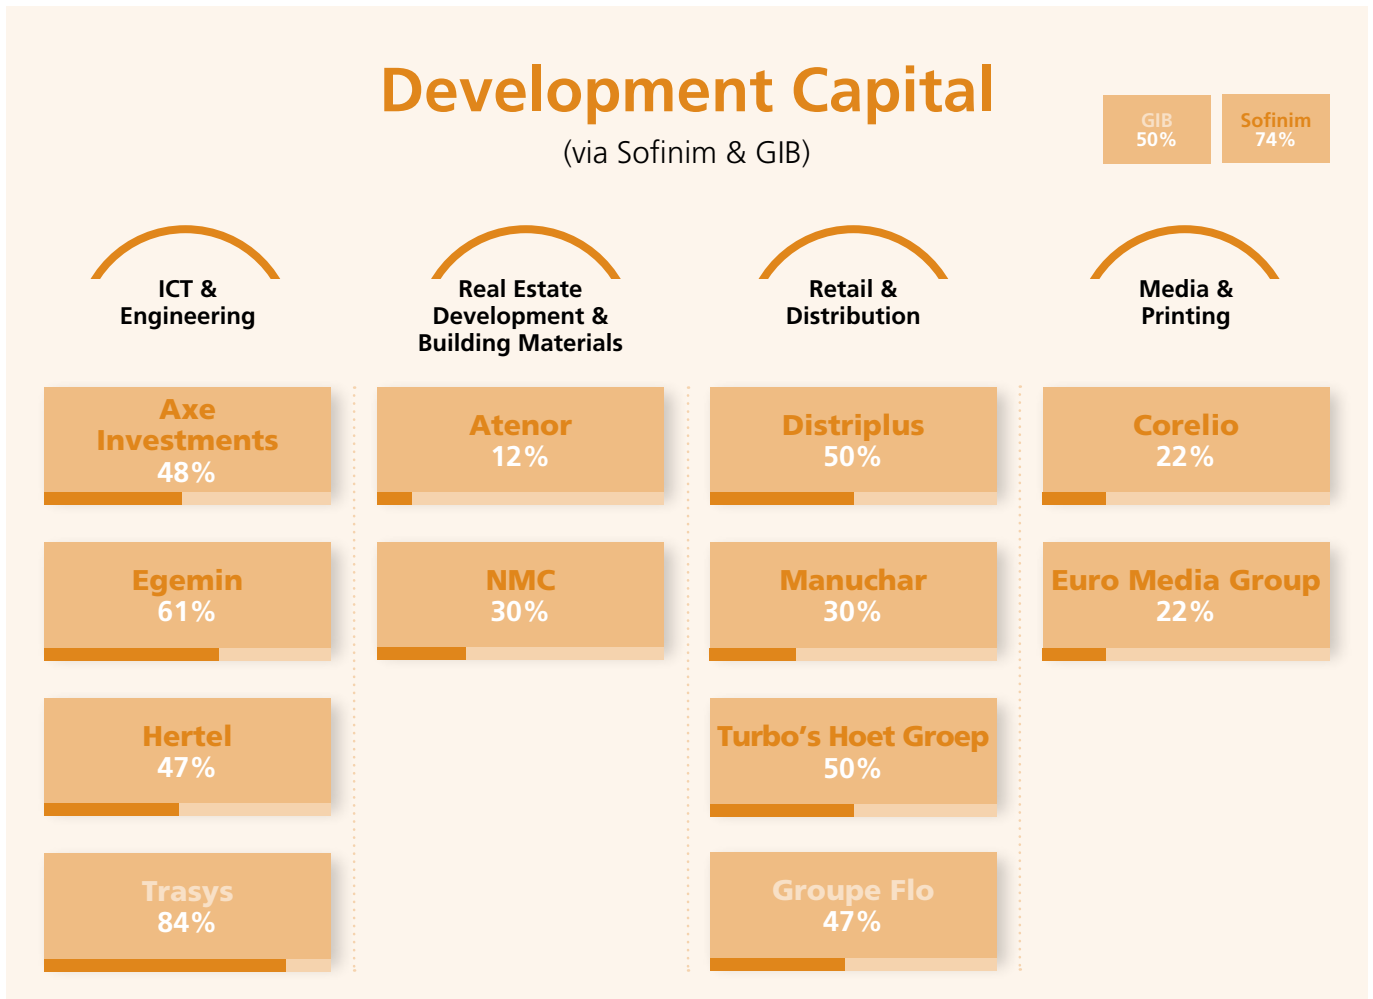 Development Capital
(via Sofinim & GIB)
GIB
50%
Sofinim
74%
ICT &
Engineering
Real Estate
Development &
Building Materials
Retail &
Distribution
Media &
Printing
Axe
Investments
48%
Atenor
12%
Distriplus
50%
Corelio
22%
Egemin
61%
NMC
30%
Manuchar
30%
Euro Media Group
22%
Hertel
47%
Turbo’s Hoet Groep
50%
Trasys
84%
Groupe Flo
47%